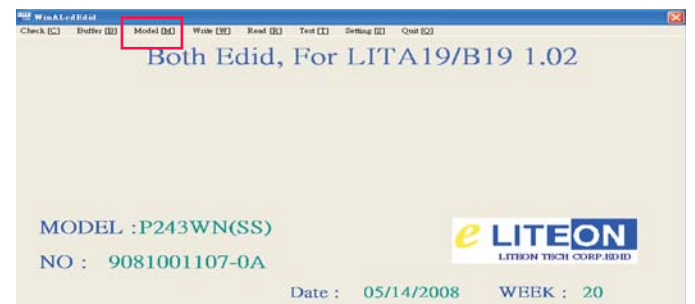 WinALcdEdid
Check [C] Buffer [B] Model [M] Write [W] Read [R] Test [T] Setting [S] Quit [Q]
Both Edid, For LITA19/B19 1.02
MODEL :P243WN(SS)
e LITEON
LITEON TECH CORP.EDID
NO : 9081001107-0A
Date : 05/14/2008 WEEK : 20